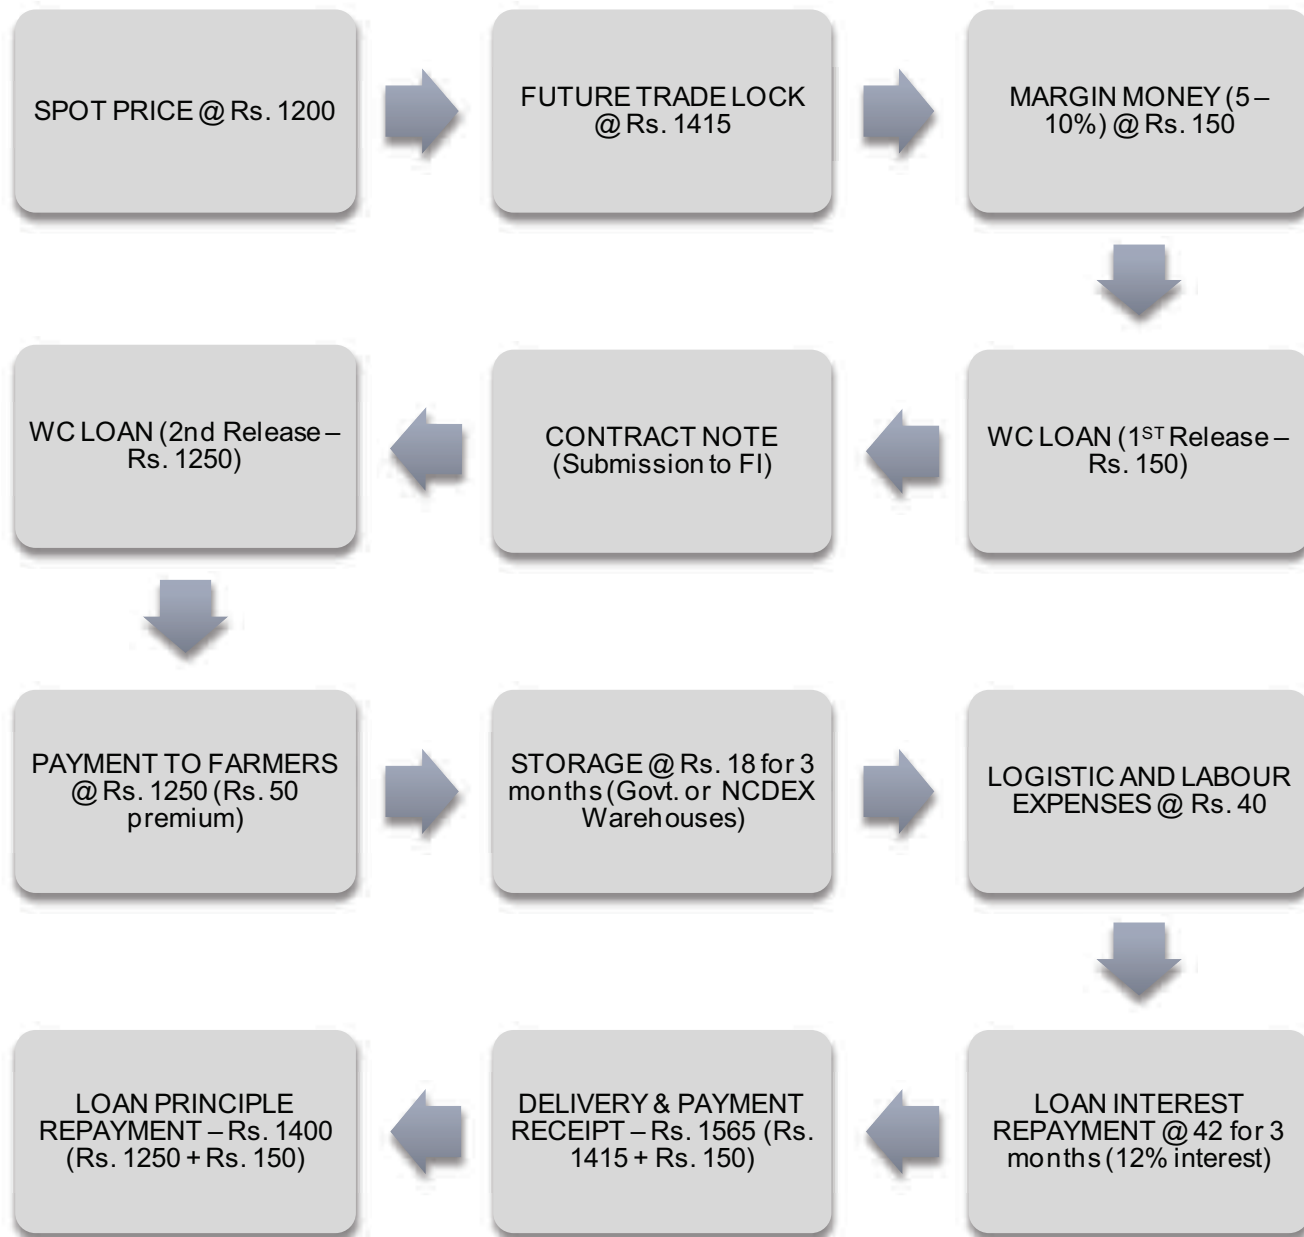 SPOT PRICE @ Rs. 1200
FUTURE TRADE LOCK
@ Rs. 1415
MARGIN MONEY (5 –
10%) @ Rs. 150
WC LOAN (1ST Release –
Rs. 150)
CONTRACT NOTE
(Submission to FI)
WC LOAN (2nd Release –
Rs. 1250)
PAYMENT TO FARMERS
@ Rs. 1250 (Rs. 50
premium)
STORAGE @ Rs. 18 for 3
months (Govt. or NCDEX
Warehouses)
LOGISTIC AND LABOUR
EXPENSES @ Rs. 40
LOAN INTEREST
REPAYMENT @ 42 for 3
months (12% interest)
DELIVERY & PAYMENT
RECEIPT – Rs. 1565 (Rs.
1415 + Rs. 150)
LOAN PRINCIPLE
REPAYMENT – Rs. 1400
(Rs. 1250 + Rs. 150)